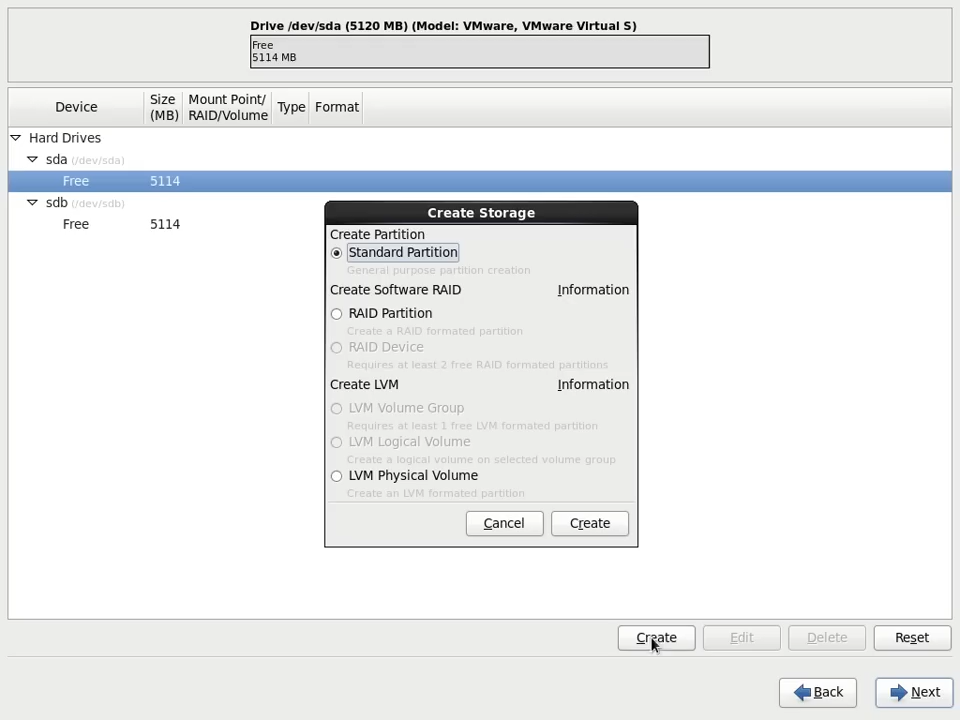 Drive /dev/sda (5120 MB) (Model: VMware, VMware Virtual S)
Free
5114 MB
Device Size (MB) Mount Point/ RAID/Volume Type Format
Hard Drives
sda (/dev/sda)
Free 5114
sdb (/dev/sdb)
Free 5114
Create Storage
Create Partition
Standard Partition
General purpose partition creation
Create Software RAID Information
RAID Partition
Create a RAID formated partition
RAID Device
Requires at least 2 free RAID formated partitions
Create LVM Information
LVM Volume Group
Requires at least 1 free LVM formated partition
LVM Logical Volume
Create a logical volume on selected volume group
LVM Physical Volume
Create an LVM formated partition
Cancel Create
Create Edit Delete Reset
Back Next